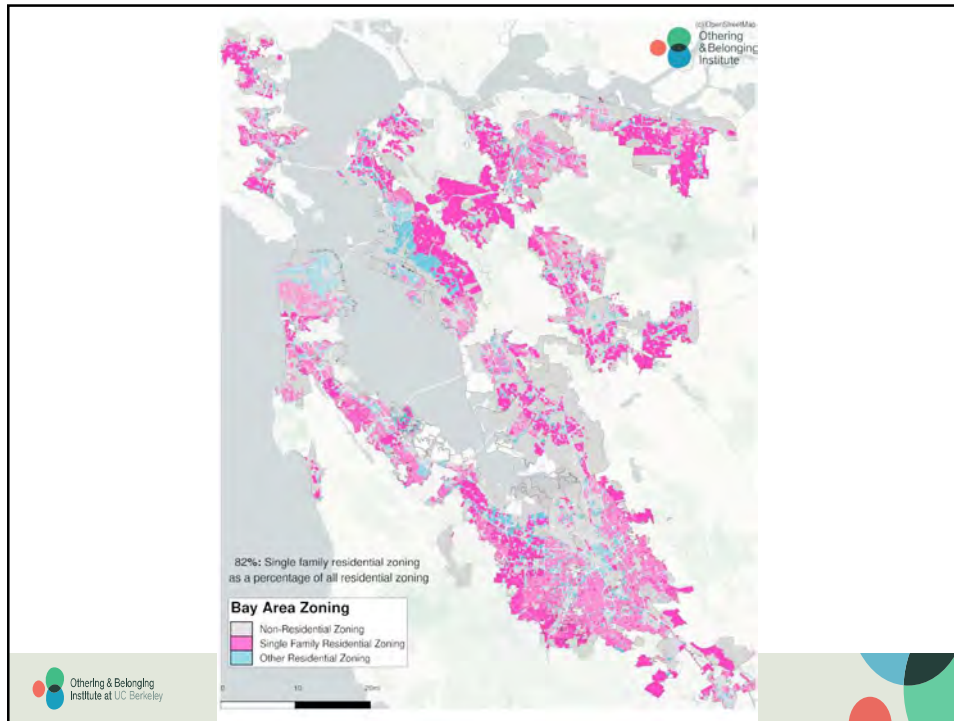 (c)OpenStreetMap
Othering
& Belonging
Institute
82%: Single family residential zoning
as a percentage of all residential zoning
Bay Area Zoning
Non-Residential Zoning
Single Family Residential Zoning
Other Residential Zoning
0 10 20mi
Othering & Belonging
Institute at UC Berkeley